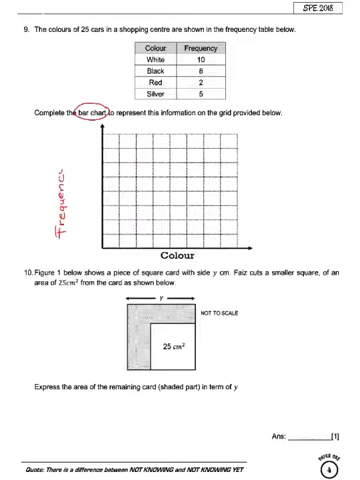 SPE 2018
9. The colours of 25 cars in a shopping centre are shown in the frequency table below.
Colour Frequency
White 10
Black 8
Red 2
Silver 5
Complete the bar chart to represent this information on the grid provided below.
Frequenc
Colour
10. Figure 1 below shows a piece of square card with side y cm. Faiz cuts a smaller square, of an
area of 25cm² from the card as shown below.
y
NOT TO SCALE
25 cm²
Express the area of the remaining card (shaded part) in term of y
Ans: ____________[1]
PAPER ONE
Quote: There is a difference between NOT KNOWING and NOT KNOWING YET
4